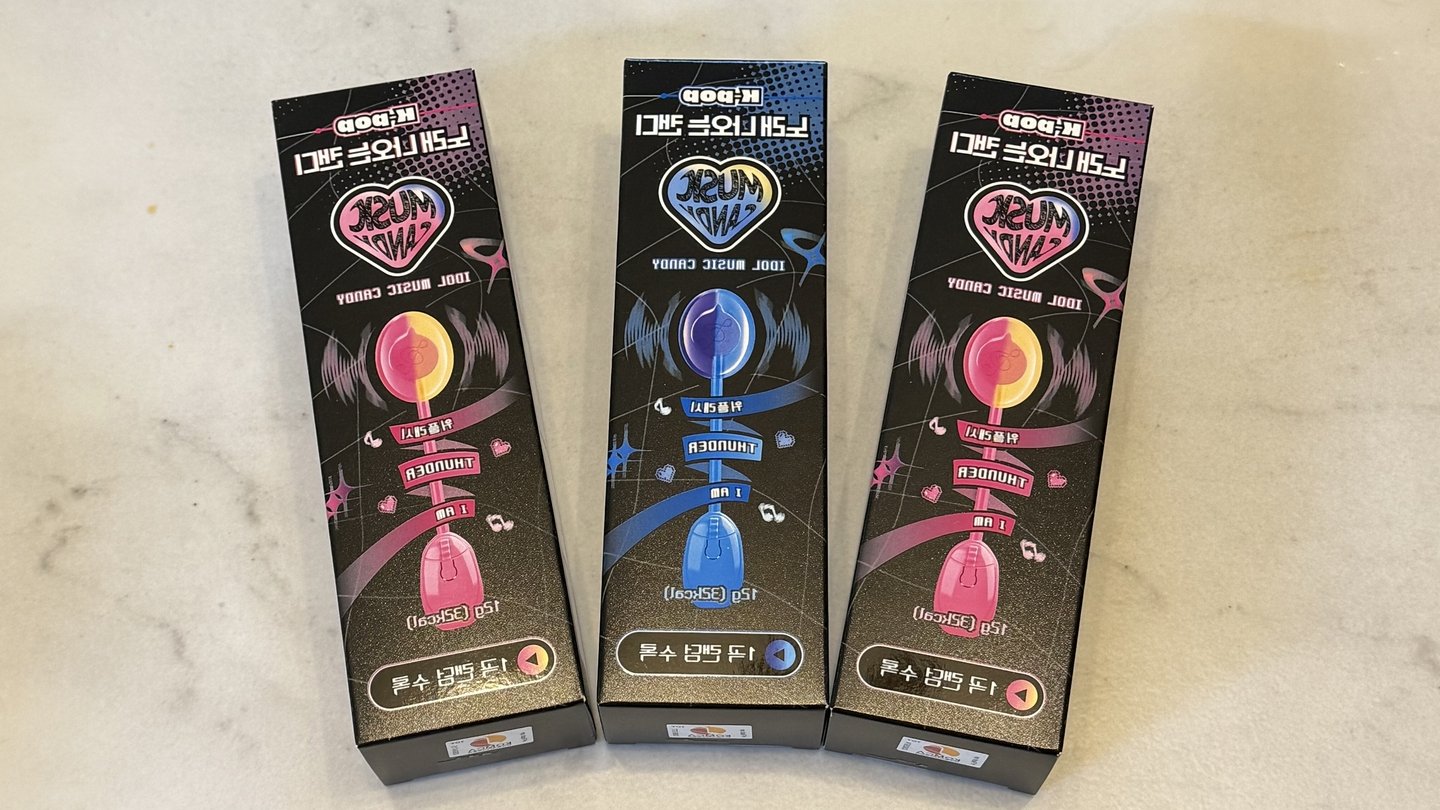 K-POP
노래 나오는 캔디
MUSIC
CANDY
IDOL MUSIC CANDY
위플래시
THUNDER
I AM
12g (32kcal)
1곡 랜덤 수록
K-POP
노래 나오는 캔디
MUSIC
CANDY
IDOL MUSIC CANDY
위플래시
THUNDER
I AM
12g (32kcal)
1곡 랜덤 수록
K-POP
노래 나오는 캔디
MUSIC
CANDY
IDOL MUSIC CANDY
위플래시
THUNDER
I AM
12g (32kcal)
1곡 랜덤 수록